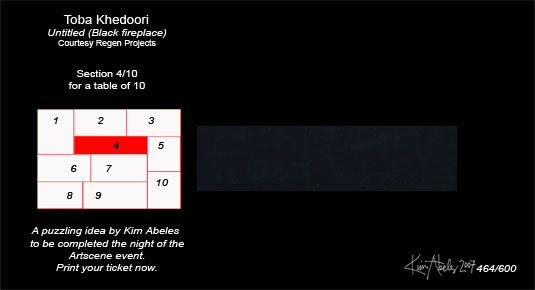 Toba Khedoori
Untitled (Black fireplace)
Courtesy Regen Projects
Section 4/10
for a table of 10
1 2 3
4 5
6 7
8 9 10
A puzzling idea by Kim Abeles
to be completed the night of the
Artscene event.
Print your ticket now.
Kim Abeles 2007 464/600